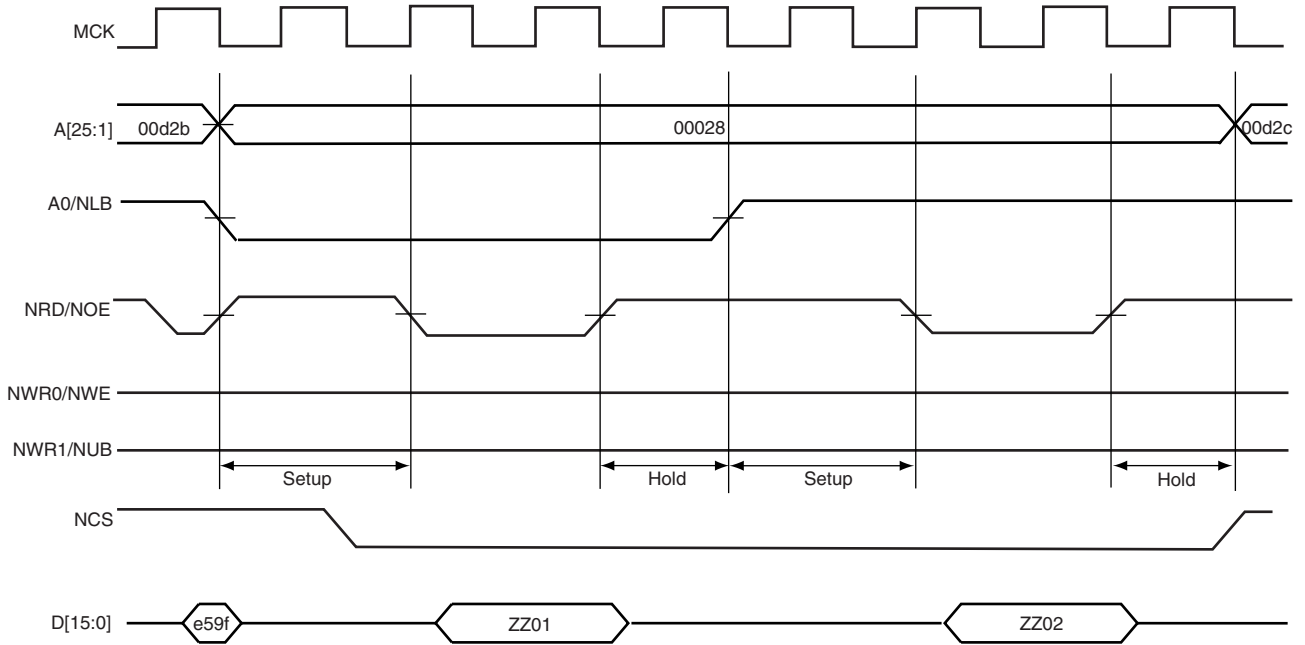 MCK
A[25:1] 00d2b 00028 00d2c
A0/NLB
NRD/NOE
NWR0/NWE
NWR1/NUB
Setup Hold Setup Hold
NCS
D[15:0] e59f ZZ01 ZZ02